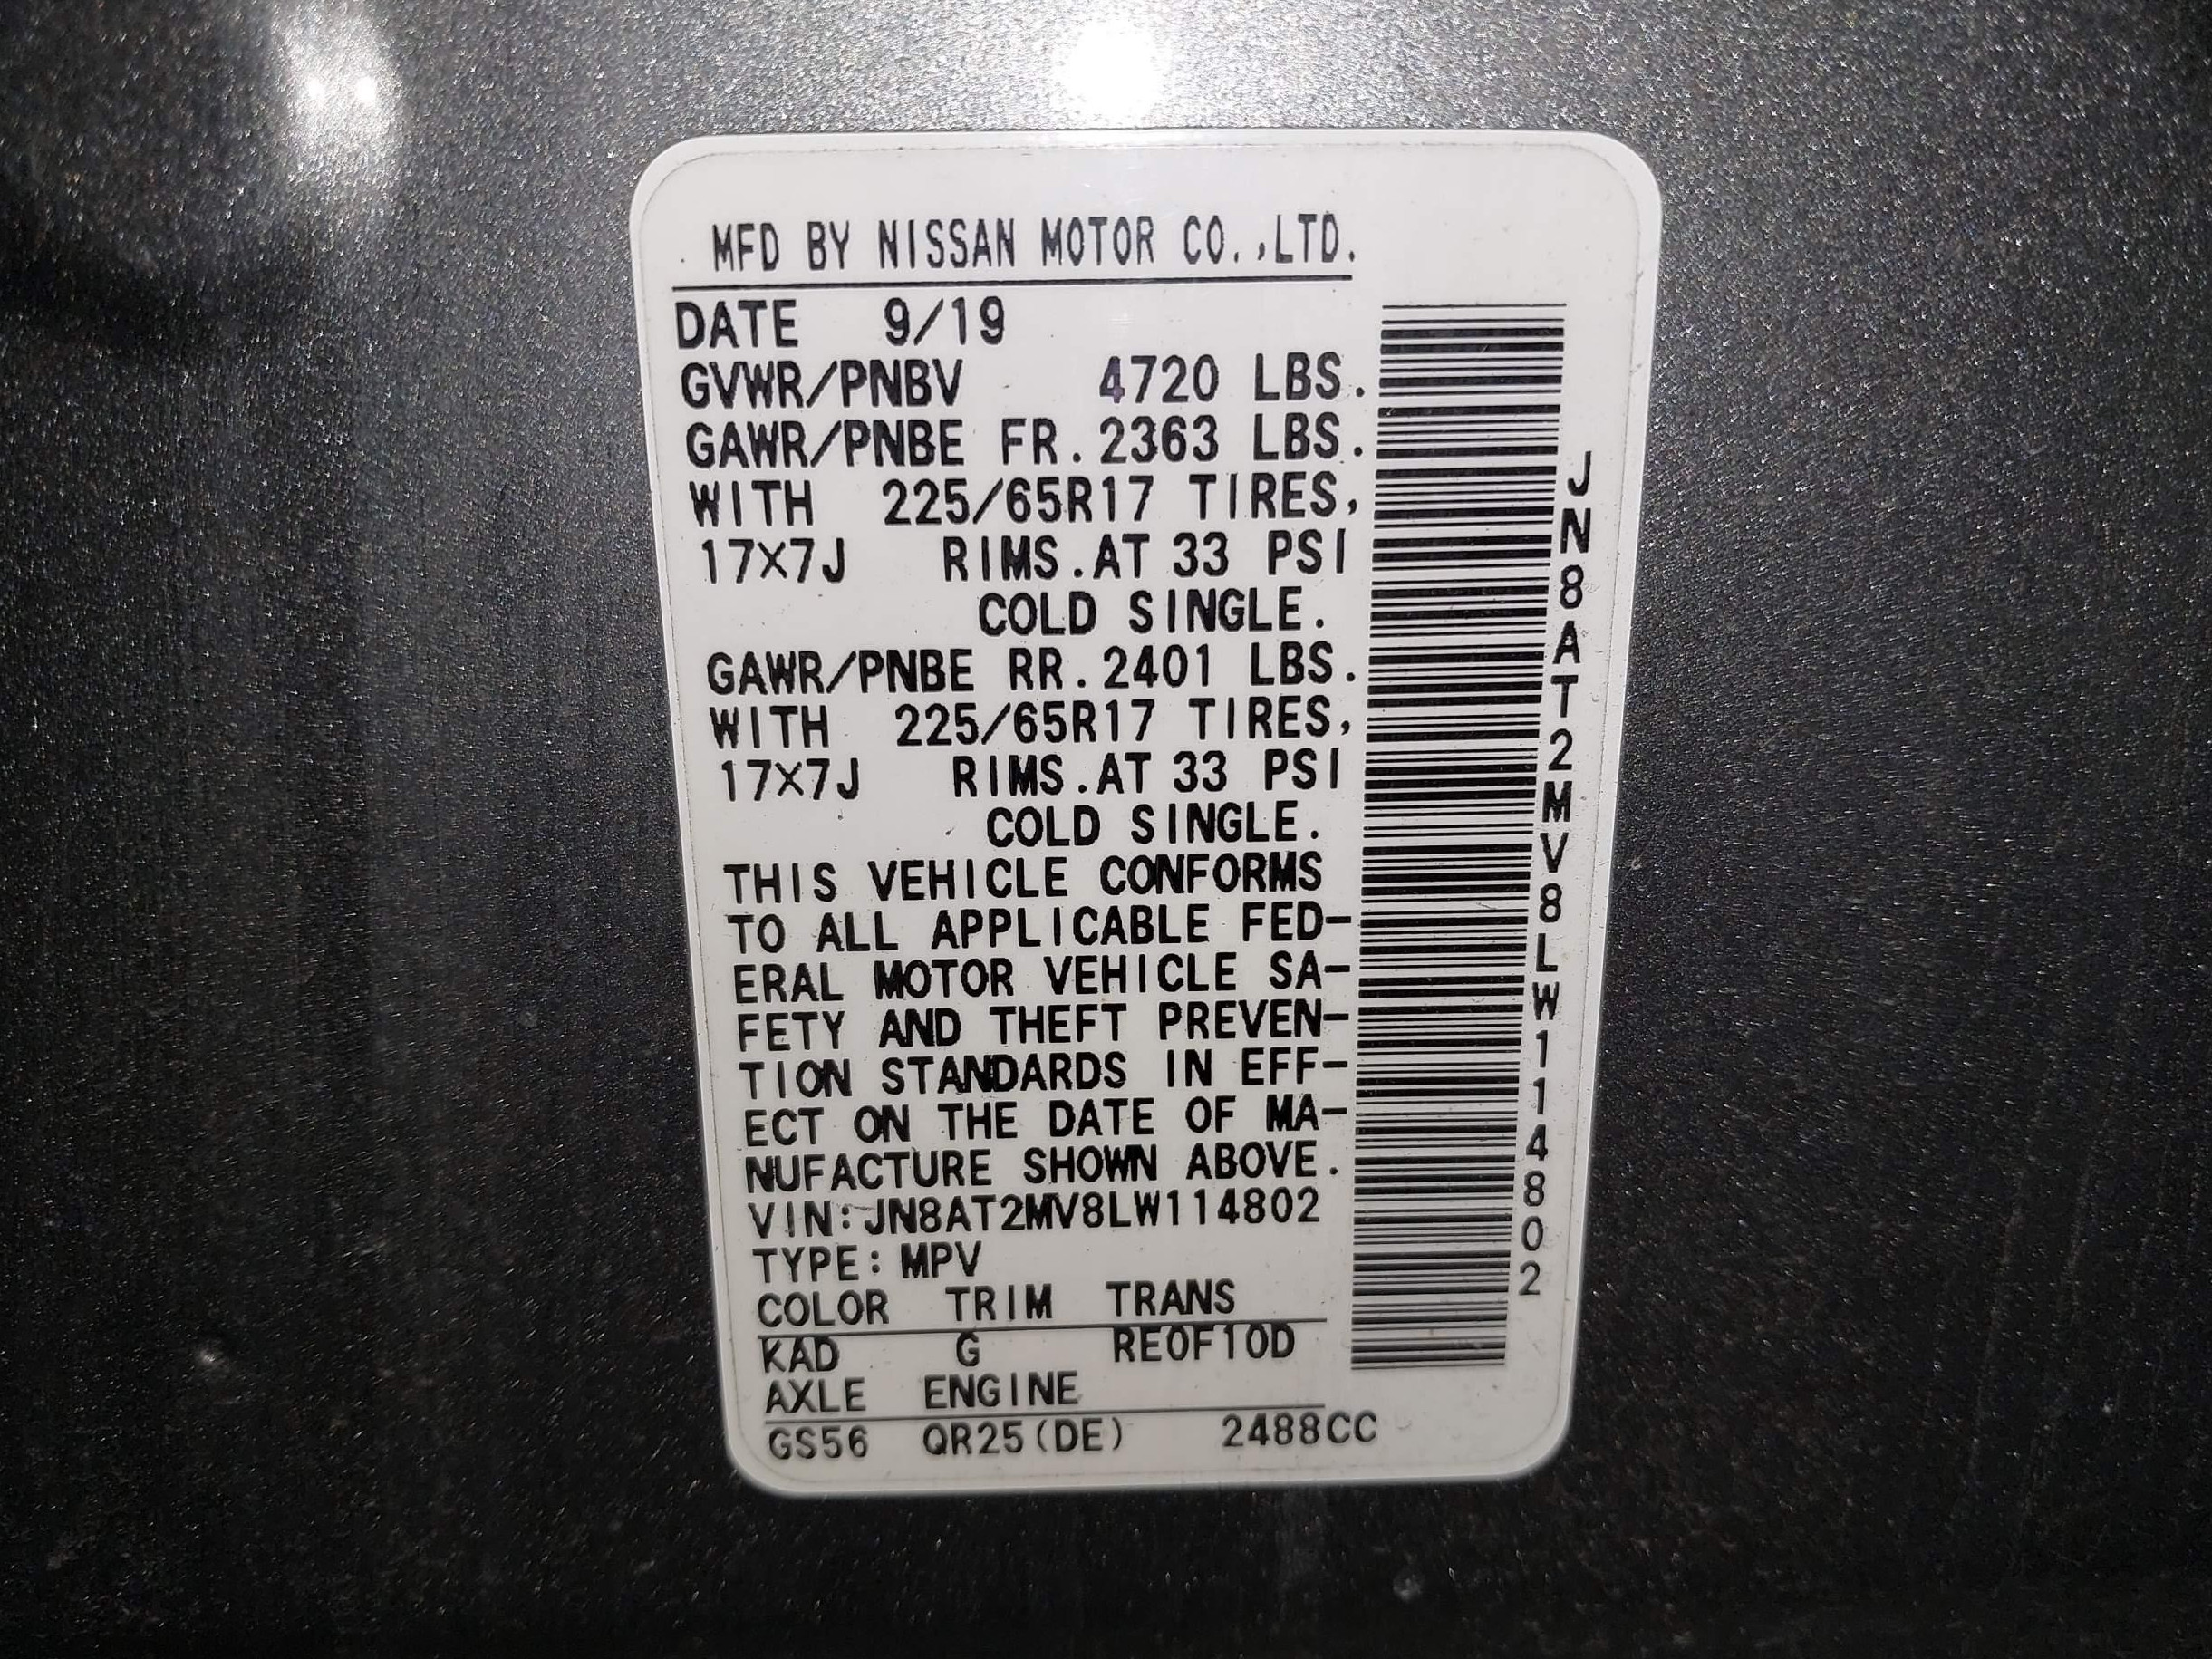 MFD BY NISSAN MOTOR CO.,LTD.
DATE 9/19
GVWR/PNBV 4720 LBS.
GAWR/PNBE FR.2363 LBS.
WITH 225/65R17 TIRES,
17X7J RIMS.AT 33 PSI
COLD SINGLE.
GAWR/PNBE RR.2401 LBS.
WITH 225/65R17 TIRES,
17X7J RIMS.AT 33 PSI
COLD SINGLE.
THIS VEHICLE CONFORMS
TO ALL APPLICABLE FED-
ERAL MOTOR VEHICLE SA-
FETY AND THEFT PREVEN-
TION STANDARDS IN EFF-
ECT ON THE DATE OF MA-
NUFACTURE SHOWN ABOVE.
VIN:JN8AT2MV8LW114802
TYPE:MPV
COLOR TRIM TRANS
KAD G RE0F10D
AXLE ENGINE
GS56 QR25(DE) 2488CC
JN8AT2MV8LW114802